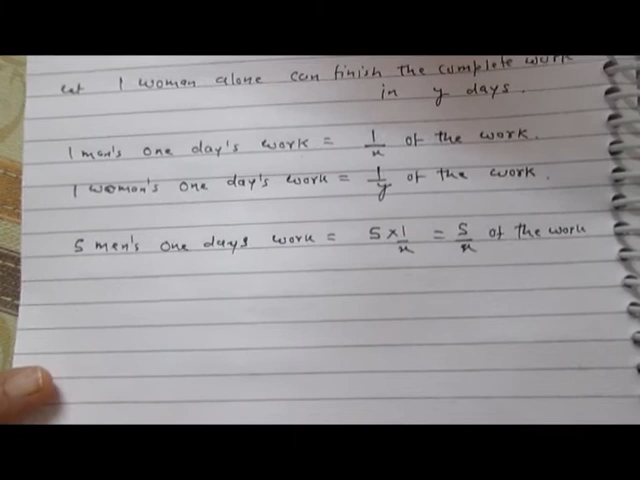 Let 1 woman alone can finish the complete work
in y days.
1 man's one day's work = 1/x of the work.
1 woman's one day's work = 1/y of the work.
5 men's one days work = 5 × 1/x = 5/x of the work